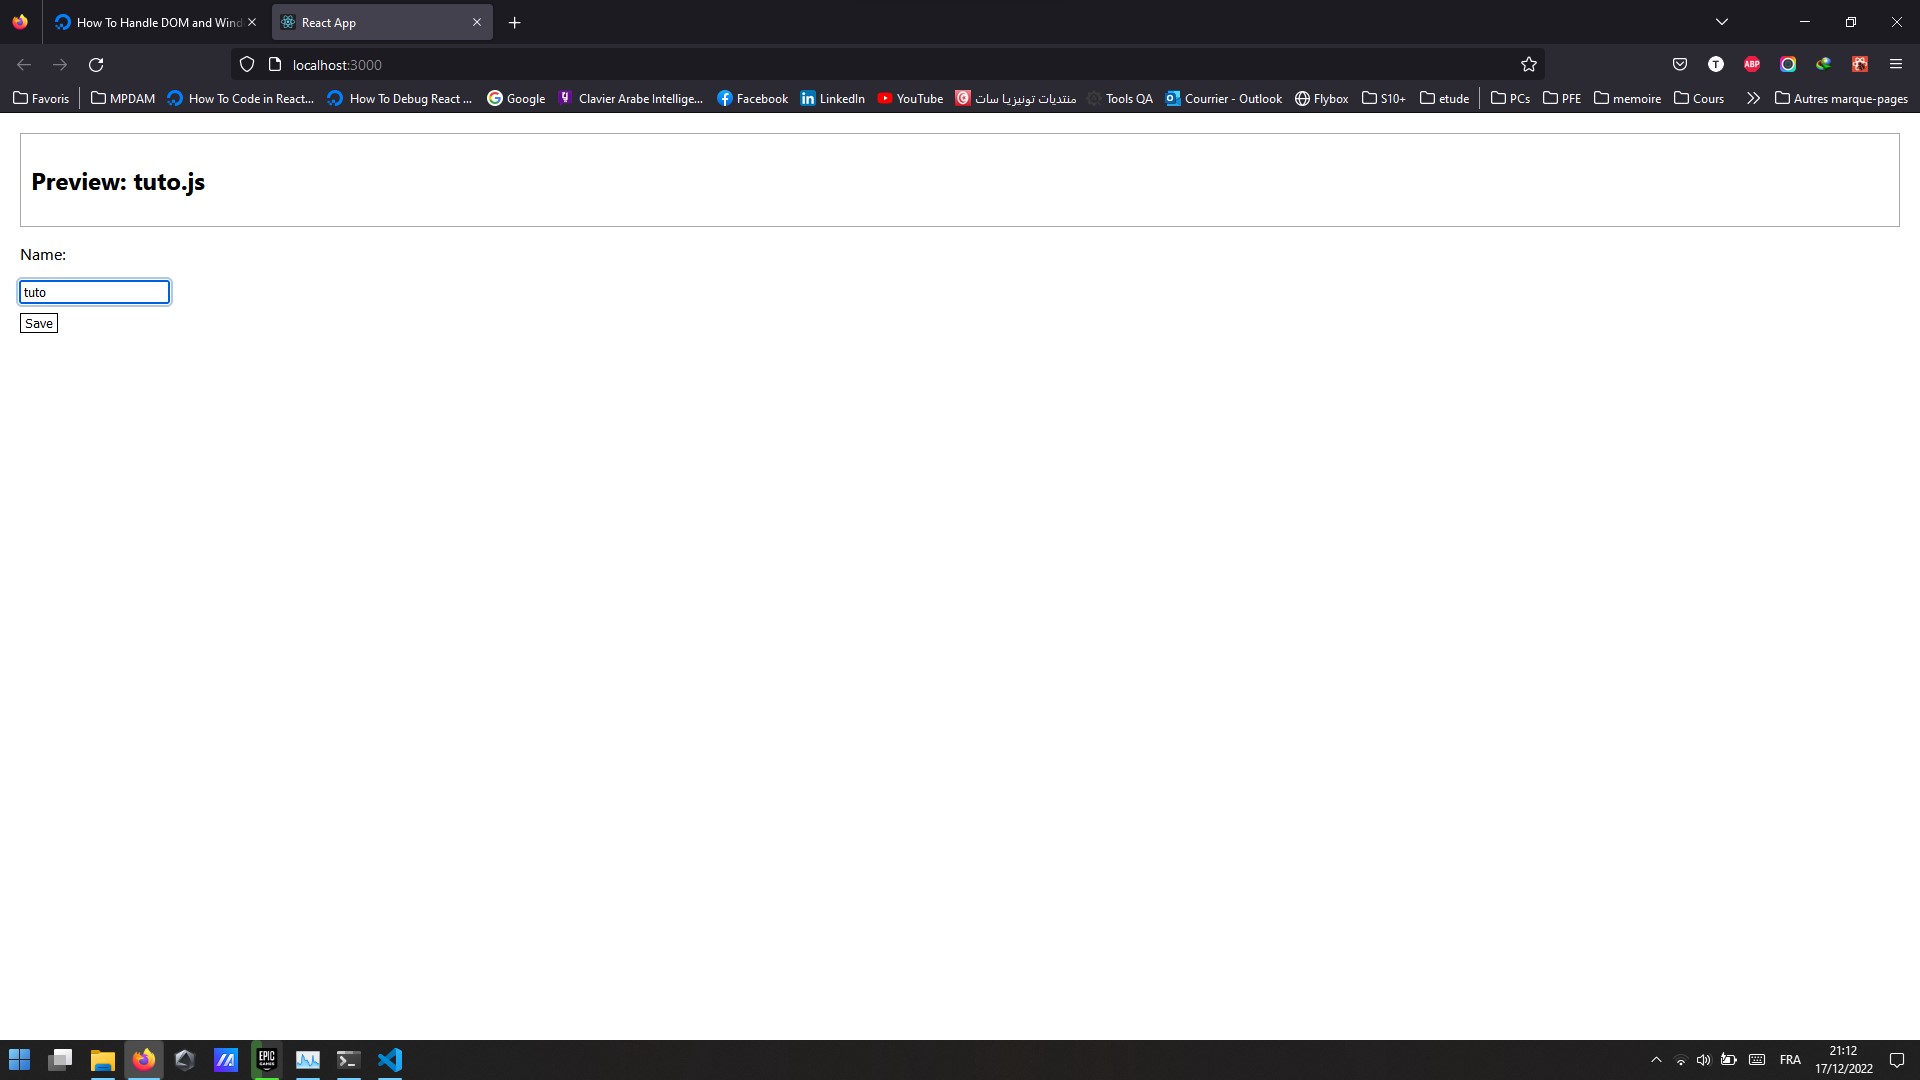 How To Handle DOM and Wind
React App
localhost:3000
Favoris
MPDAM
How To Code in React...
How To Debug React ...
Google
Clavier Arabe Intellige...
Facebook
LinkedIn
YouTube
منتديات تونيزيا سات
Tools QA
Courrier - Outlook
Flybox
S10+
etude
PCs
PFE
memoire
Cours
Autres marque-pages
T
ABP
Preview: tuto.js
Name:
tuto
Save
EPIC
GAMES
FRA
21:12
17/12/2022